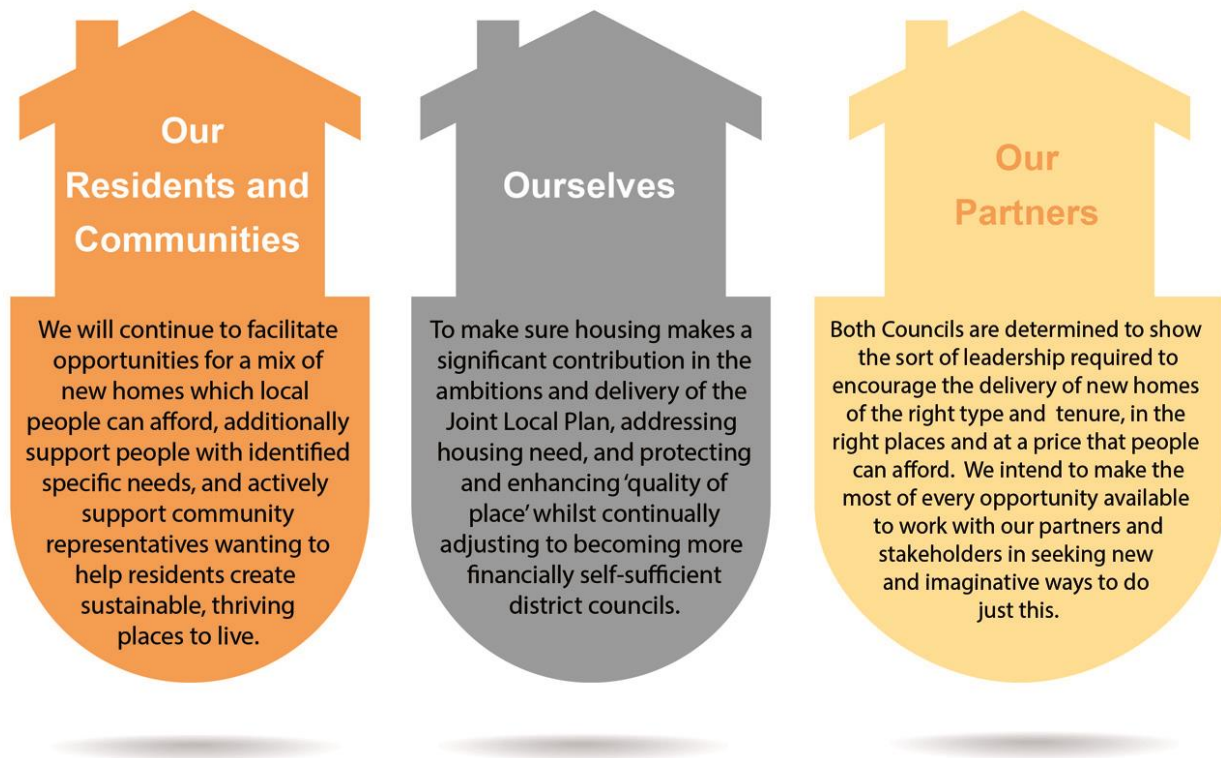 Our
Residents and
Communities
We will continue to facilitate
opportunities for a mix of
new homes which local
people can afford, additionally
support people with identified
specific needs, and actively
support community
representatives wanting to
help residents create
sustainable, thriving
places to live.
Ourselves
To make sure housing makes a
significant contribution in the
ambitions and delivery of the
Joint Local Plan, addressing
housing need, and protecting
and enhancing ‘quality of
place’ whilst continually
adjusting to becoming more
financially self-sufficient
district councils.
Our
Partners
Both Councils are determined to show
the sort of leadership required to
encourage the delivery of new homes
of the right type and  tenure, in the
right places and at a price that people
can afford.  We intend to make the
most of every opportunity available
to work with our partners and
stakeholders in seeking new
and imaginative ways to do
just this.